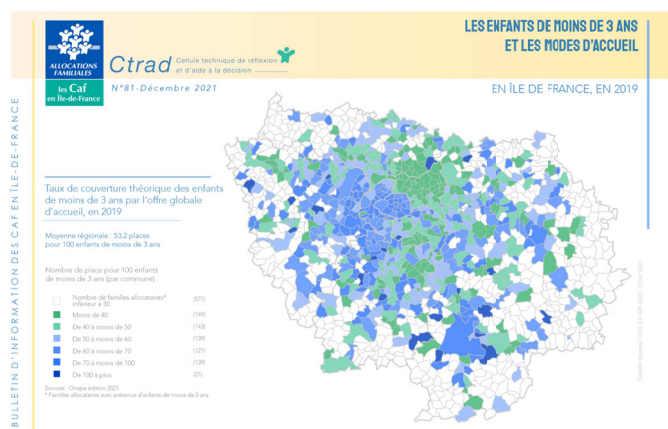 LES ENFANTS DE MOINS DE 3 ANS
ET LES MODES D'ACCUEIL
ALLOCATIONS
FAMILIALES
les Caf
en Île-de-France
Ctrad
Cellule technique de réflexion
et d'aide à la décision
N°81-Décembre 2021
EN ÎLE DE FRANCE, EN 2019
BULLETIN D'INFORMATION DES CAF EN ÎLE-DE-FRANCE
Taux de couverture théorique des enfants
de moins de 3 ans par l'offre globale
d'accueil, en 2019
Moyenne régionale : 53,2 places
pour 100 enfants de moins de 3 ans
Nombre de place pour 100 enfants
de moins de 3 ans (par commune)
Nombre de familles allocataires* (577)
inférieur à 30
Moins de 40 (149)
De 40 à moins de 50 (143)
De 50 à moins de 60 (139)
De 60 à moins de 70 (121)
De 70 à moins de 100 (139)
De 100 à plus (21)
Sources : Onape édition 2021
* Familles allocataires avec présence d'enfants de moins de 3 ans